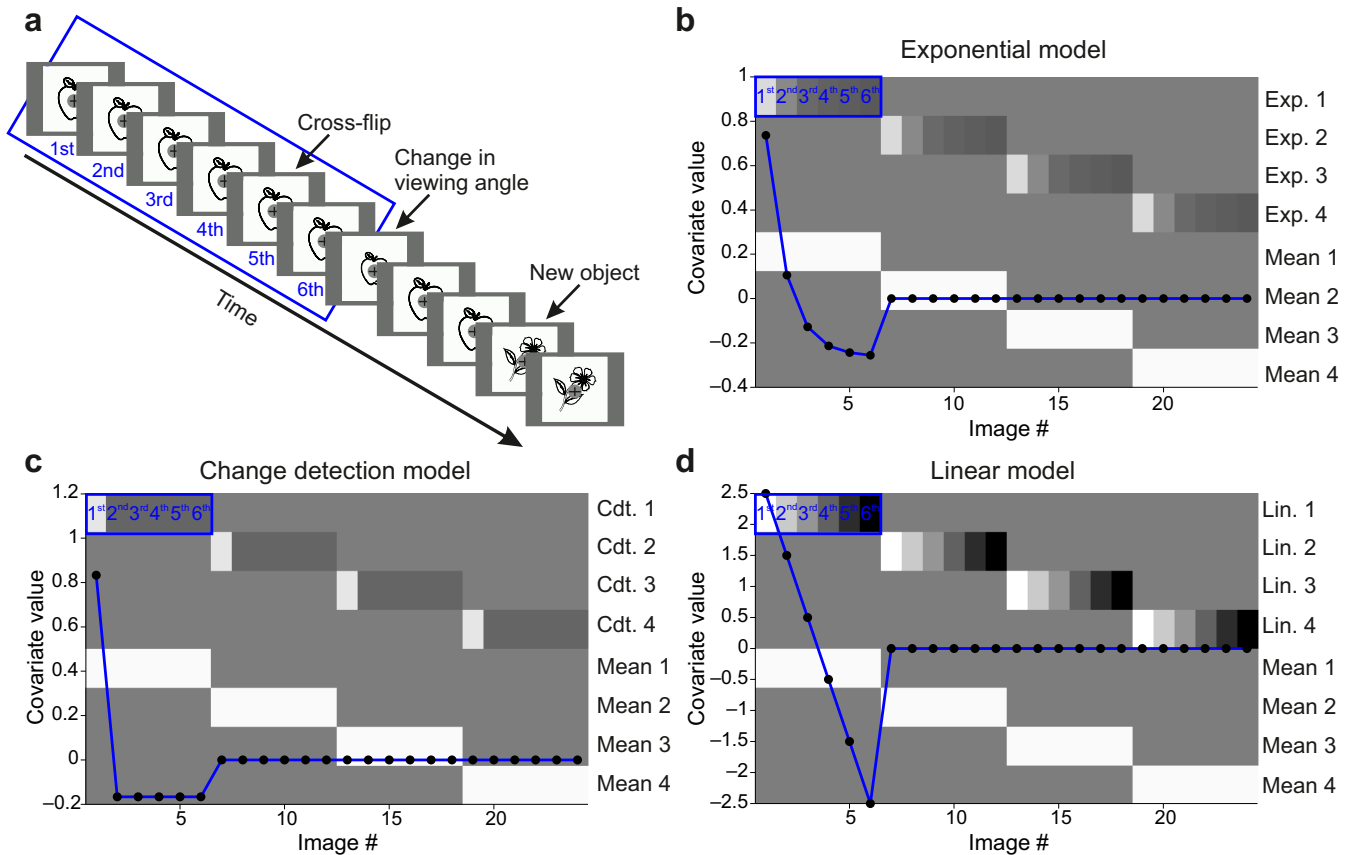 a
1st
2nd
3rd
4th
5th
6th
Cross-flip
Change in
viewing angle
New object
Time
b
Exponential model
Covariate value
1
0.8
0.6
0.4
0.2
0
–0.2
–0.4
1st 2nd 3rd 4th 5th 6th
Exp. 1
Exp. 2
Exp. 3
Exp. 4
Mean 1
Mean 2
Mean 3
Mean 4
5 10 15 20
Image #
c
Change detection model
Covariate value
1.2
1
0.8
0.6
0.4
0.2
0
–0.2
1st 2nd 3rd 4th 5th 6th
Cdt. 1
Cdt. 2
Cdt. 3
Cdt. 4
Mean 1
Mean 2
Mean 3
Mean 4
5 10 15 20
Image #
d
Linear model
Covariate value
2.5
2
1.5
1
0.5
0
–0.5
–1
–1.5
–2
–2.5
1st 2nd 3rd 4th 5th 6th
Lin. 1
Lin. 2
Lin. 3
Lin. 4
Mean 1
Mean 2
Mean 3
Mean 4
5 10 15 20
Image #